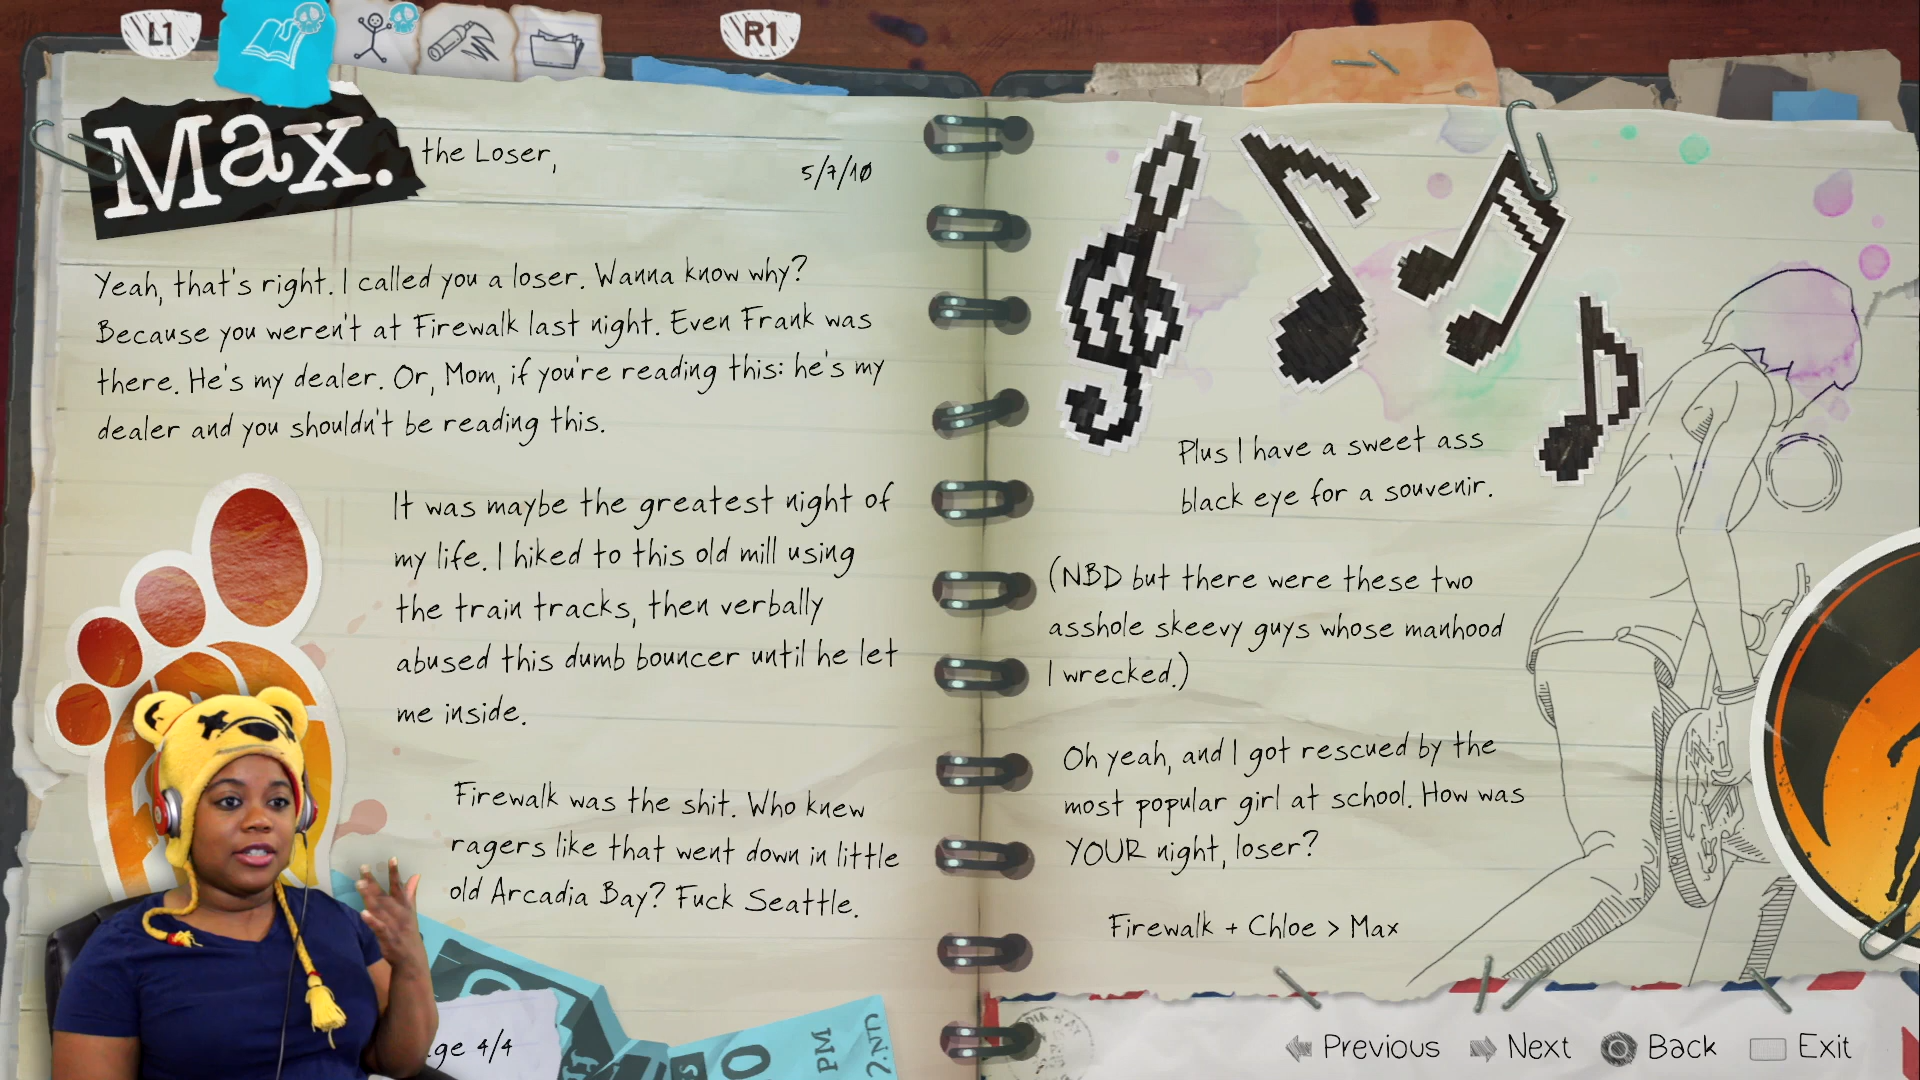 L1
R1
Max.
the Loser,
5/7/10
Yeah, that's right. I called you a loser. Wanna know why?
Because you weren't at Firewalk last night. Even Frank was
there. He's my dealer. Or, Mom, if you're reading this: he's my
dealer and you shouldn't be reading this.
It was maybe the greatest night of
my life. I hiked to this old mill using
the train tracks, then verbally
abused this dumb bouncer until he let
me inside.
Firewalk was the shit. Who knew
ragers like that went down in little
old Arcadia Bay? Fuck Seattle.
Plus I have a sweet ass
black eye for a souvenir.
(NBD but there were these two
asshole skeevy guys whose manhood
I wrecked.)
Oh yeah, and I got rescued by the
most popular girl at school. How was
YOUR night, loser?
Firewalk + Chloe > Max
ge 4/4
PM
Previous
Next
Back
Exit